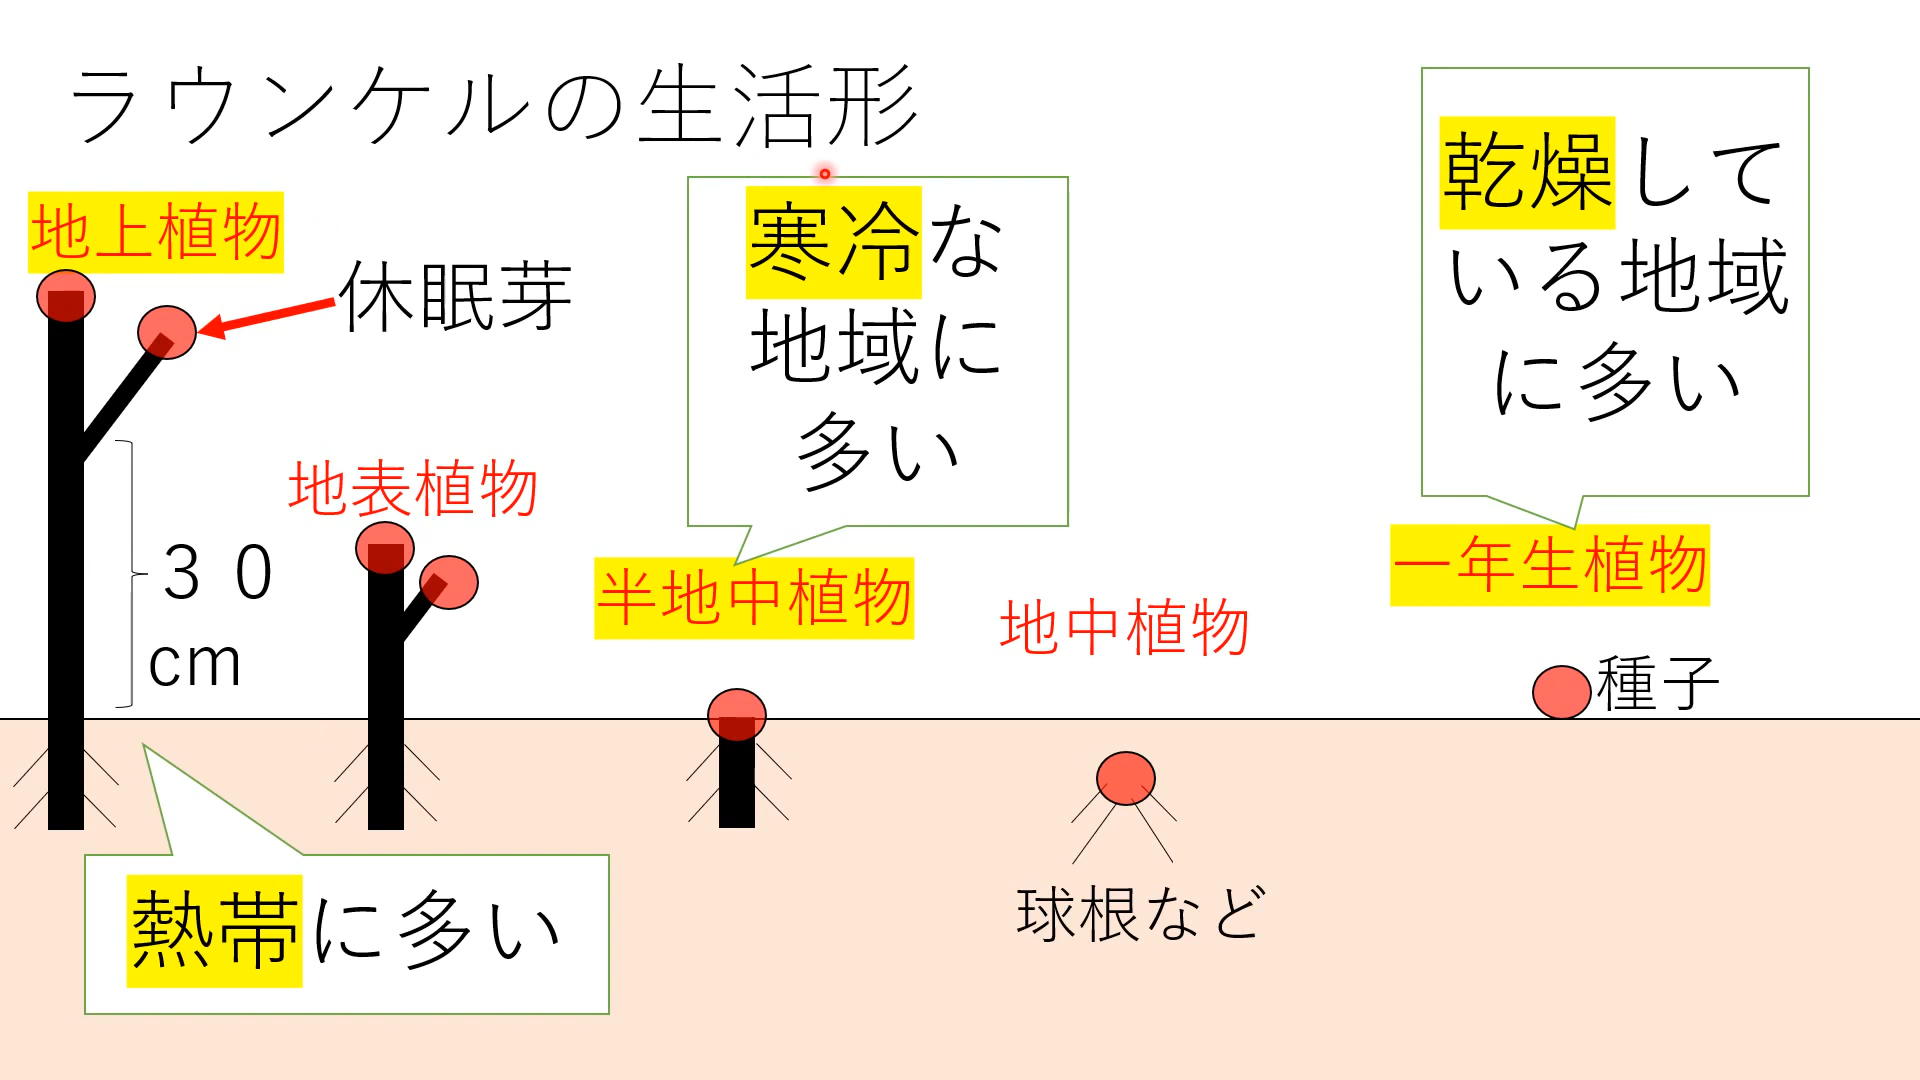 ラウンケルの生活形
地上植物
休眠芽
30
cm
地表植物
寒冷な
地域に
多い
半地中植物
地中植物
乾燥して
いる地域
に多い
一年生植物
種子
熱帯に多い
球根など